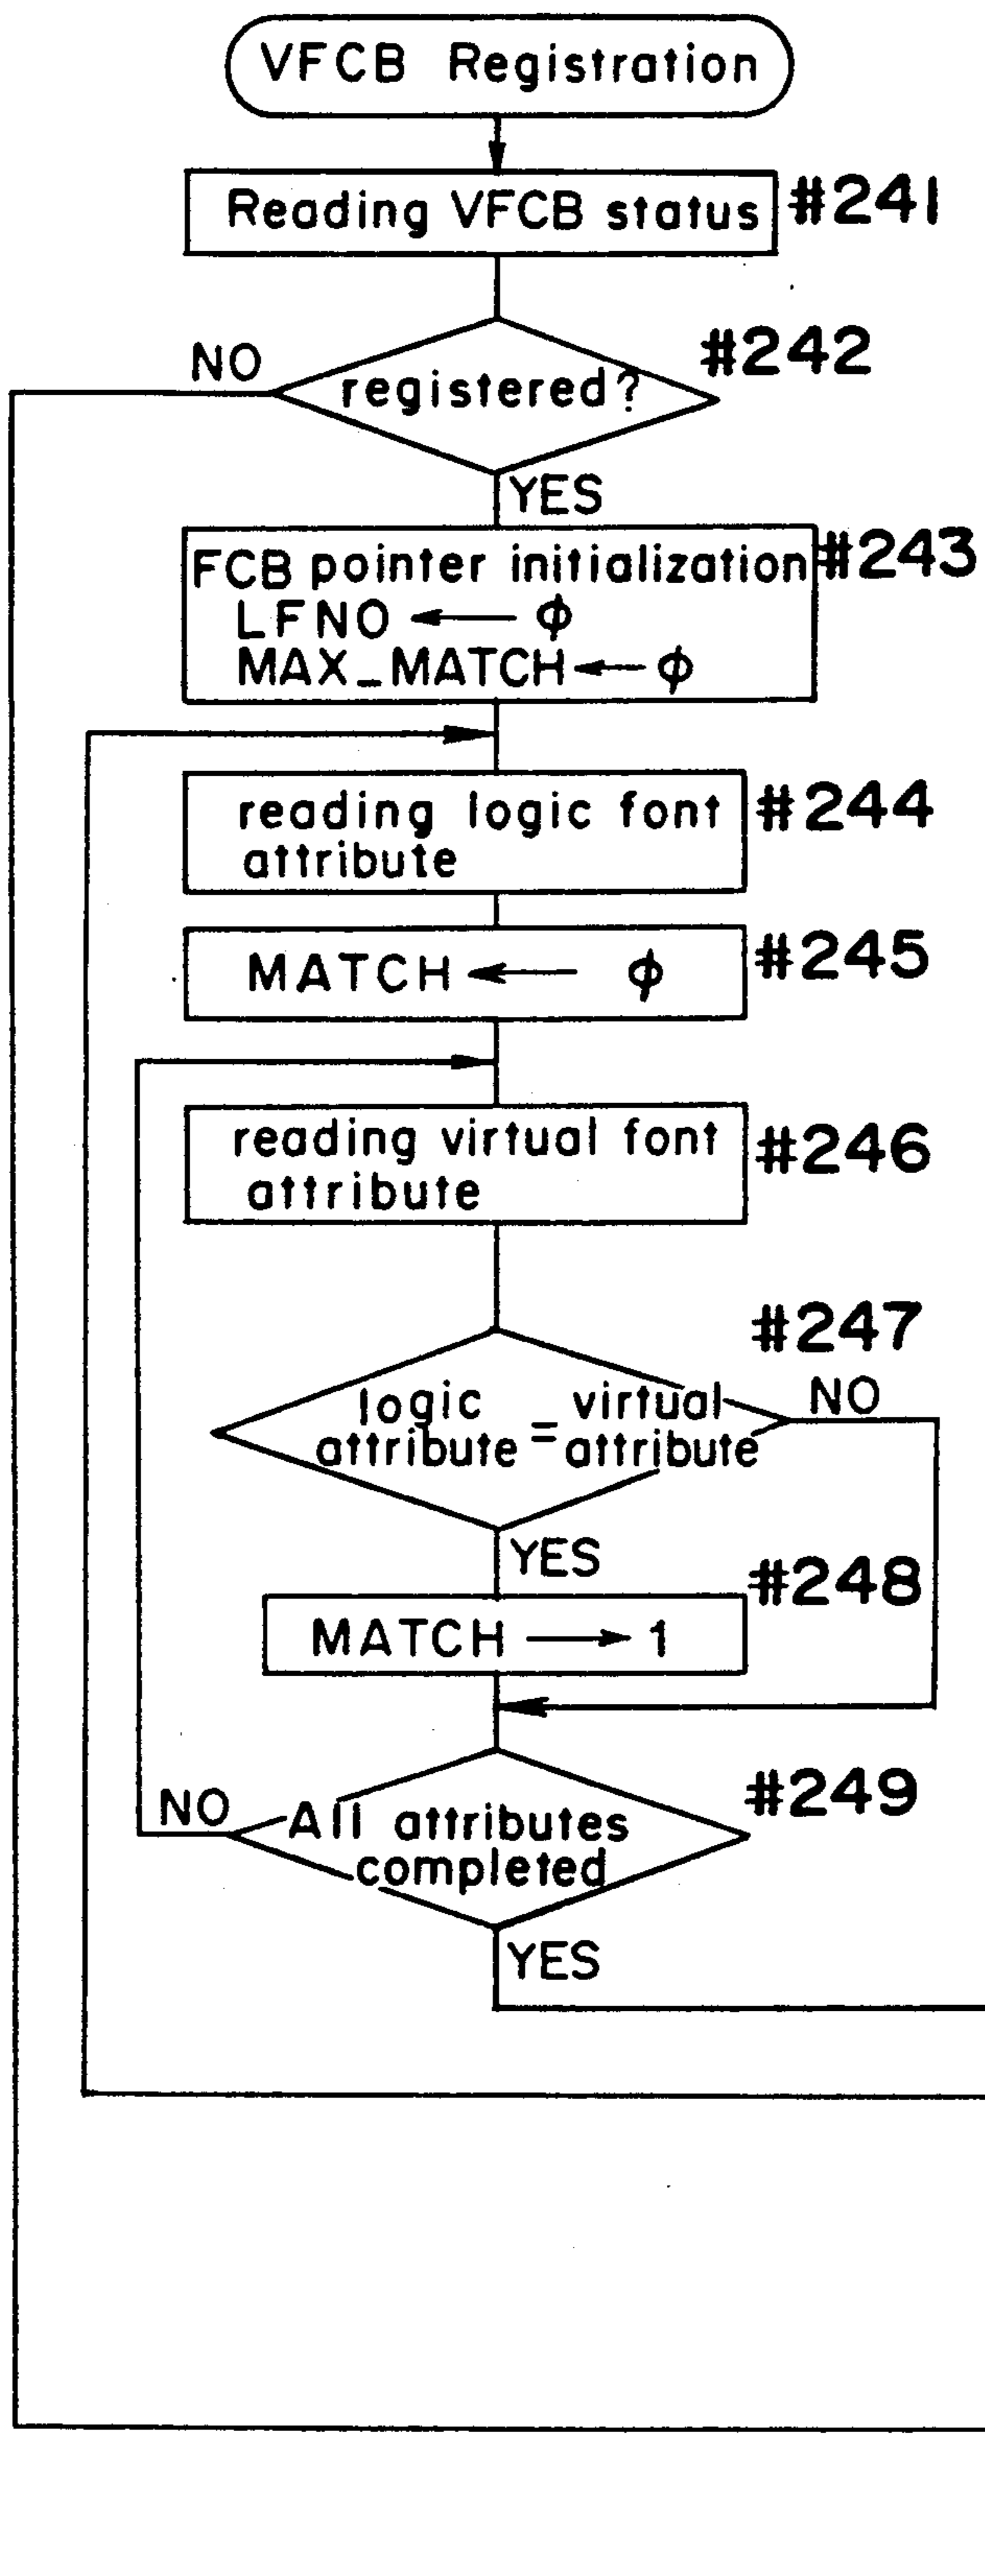 VFCB Registration
Reading VFCB status #241
#242
NO
registered?
YES
FCB pointer initialization #243
LFNO ← φ
MAX_MATCH ← φ
reading logic font #244
attribute
MATCH ← φ #245
reading virtual font #246
attribute
#247
NO
logic virtual
attribute = attribute
YES
#248
MATCH → 1
#249
NO
All attributes
completed
YES